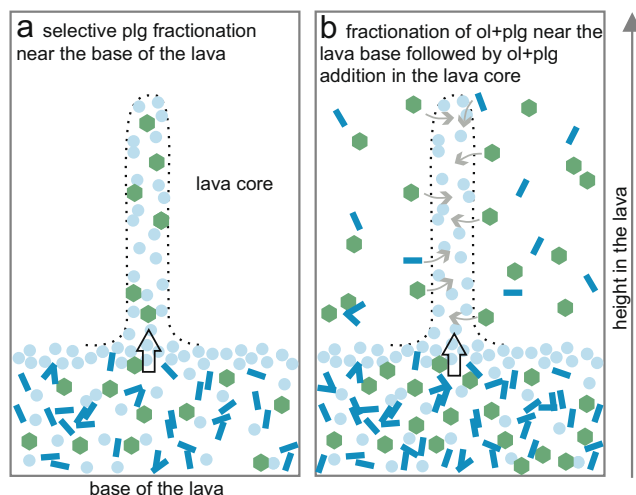 a selective plg fractionation
near the base of the lava
lava core
base of the lava
b fractionation of ol+plg near the
lava base followed by ol+plg
addition in the lava core
height in the lava